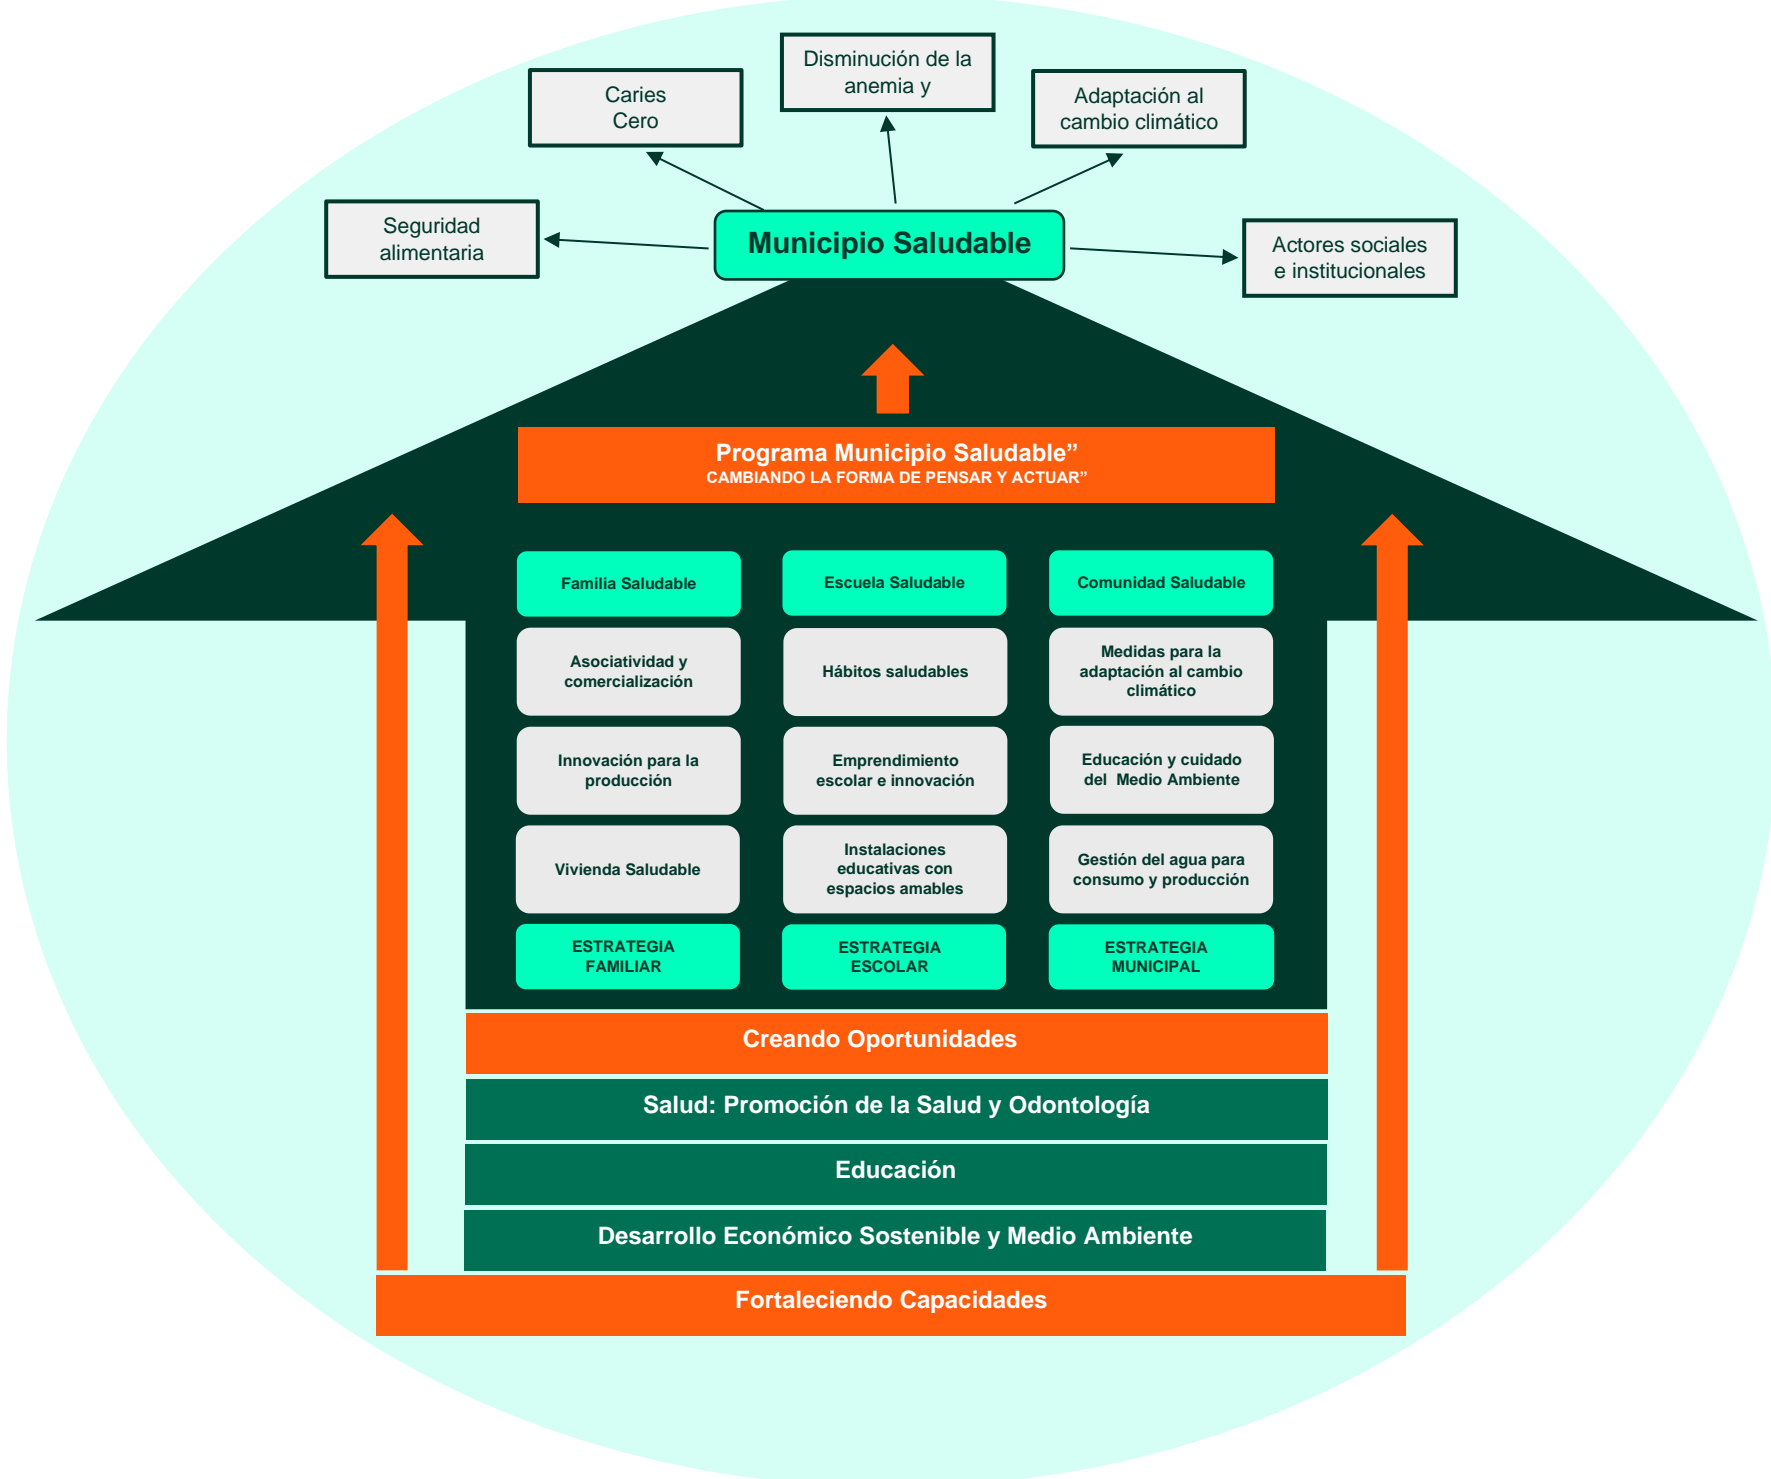 Disminución de la
anemia y
Caries
Cero
Adaptación al
cambio climático
Seguridad
alimentaria
Municipio Saludable
Actores sociales
e institucionales
Programa Municipio Saludable”
CAMBIANDO LA FORMA DE PENSAR Y ACTUAR”
Familia Saludable
Escuela Saludable
Comunidad Saludable
Asociatividad y
comercialización
Hábitos saludables
Medidas para la
adaptación al cambio
climático
Innovación para la
producción
Emprendimiento
escolar e innovación
Educación y cuidado
del  Medio Ambiente
Vivienda Saludable
Instalaciones
educativas con
espacios amables
Gestión del agua para
consumo y producción
ESTRATEGIA
FAMILIAR
ESTRATEGIA
ESCOLAR
ESTRATEGIA
MUNICIPAL
Creando Oportunidades
Salud: Promoción de la Salud y Odontología
Educación
Desarrollo Económico Sostenible y Medio Ambiente
Fortaleciendo Capacidades